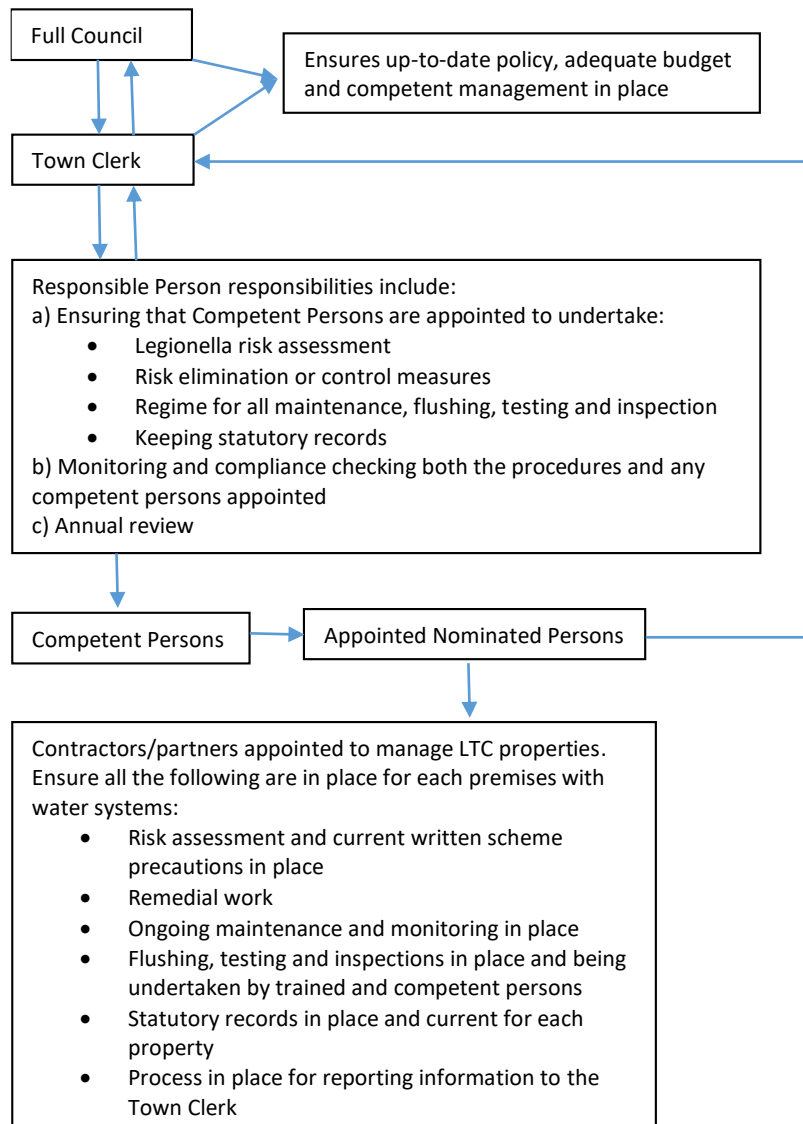 Full Council
Ensures up-to-date policy, adequate budget
and competent management in place
Town Clerk
Responsible Person responsibilities include:
a) Ensuring that Competent Persons are appointed to undertake:
• Legionella risk assessment
• Risk elimination or control measures
• Regime for all maintenance, flushing, testing and inspection
• Keeping statutory records
b) Monitoring and compliance checking both the procedures and any
competent persons appointed
c) Annual review
Competent Persons
Appointed Nominated Persons
Contractors/partners appointed to manage LTC properties.
Ensure all the following are in place for each premises with
water systems:
• Risk assessment and current written scheme
precautions in place
• Remedial work
• Ongoing maintenance and monitoring in place
• Flushing, testing and inspections in place and being
undertaken by trained and competent persons
• Statutory records in place and current for each
property
• Process in place for reporting information to the
Town Clerk